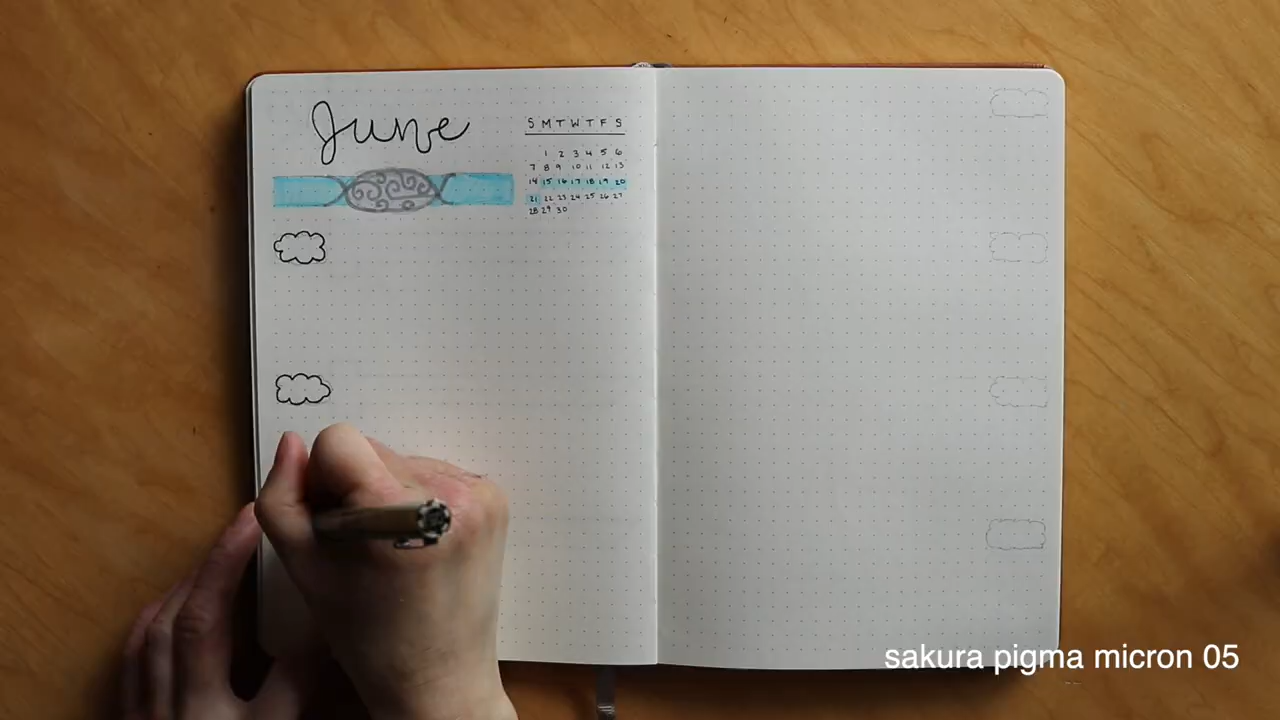 June
S M T W T F S
1 2 3 4 5 6
7 8 9 10 11 12 13
14 15 16 17 18 19 20
21 22 23 24 25 26 27
28 29 30
sakura pigma micron 05